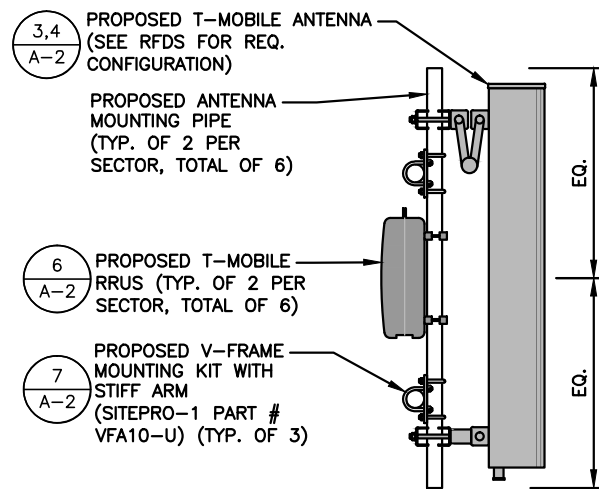 3,4
A-2
PROPOSED T-MOBILE ANTENNA
(SEE RFDS FOR REQ.
CONFIGURATION)
PROPOSED ANTENNA
MOUNTING PIPE
(TYP. OF 2 PER
SECTOR, TOTAL OF 6)
6
A-2
PROPOSED T-MOBILE
RRUS (TYP. OF 2 PER
SECTOR, TOTAL OF 6)
7
A-2
PROPOSED V-FRAME
MOUNTING KIT WITH
STIFF ARM
(SITEPRO-1 PART #
VFA10-U) (TYP. OF 3)
EQ.
EQ.